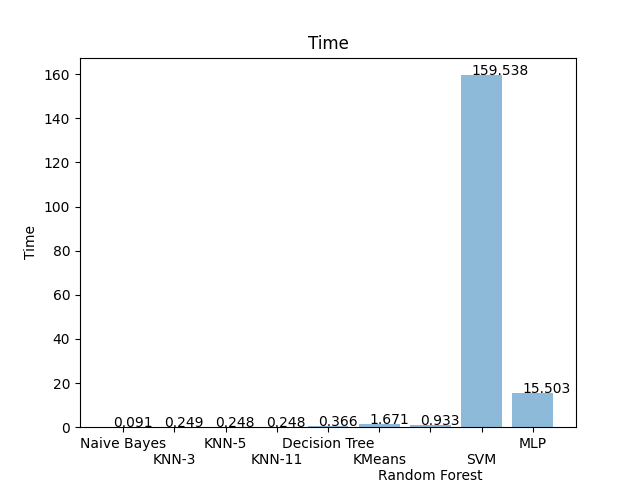 Time
160
140
120
100
80
60
40
20
0
Time
159.538
15.503
0.091 0.249 0.248 0.248 0.366 1.671 0.933
Naive Bayes KNN-5 Decision Tree MLP
KNN-3 KNN-11 KMeans SVM
Random Forest